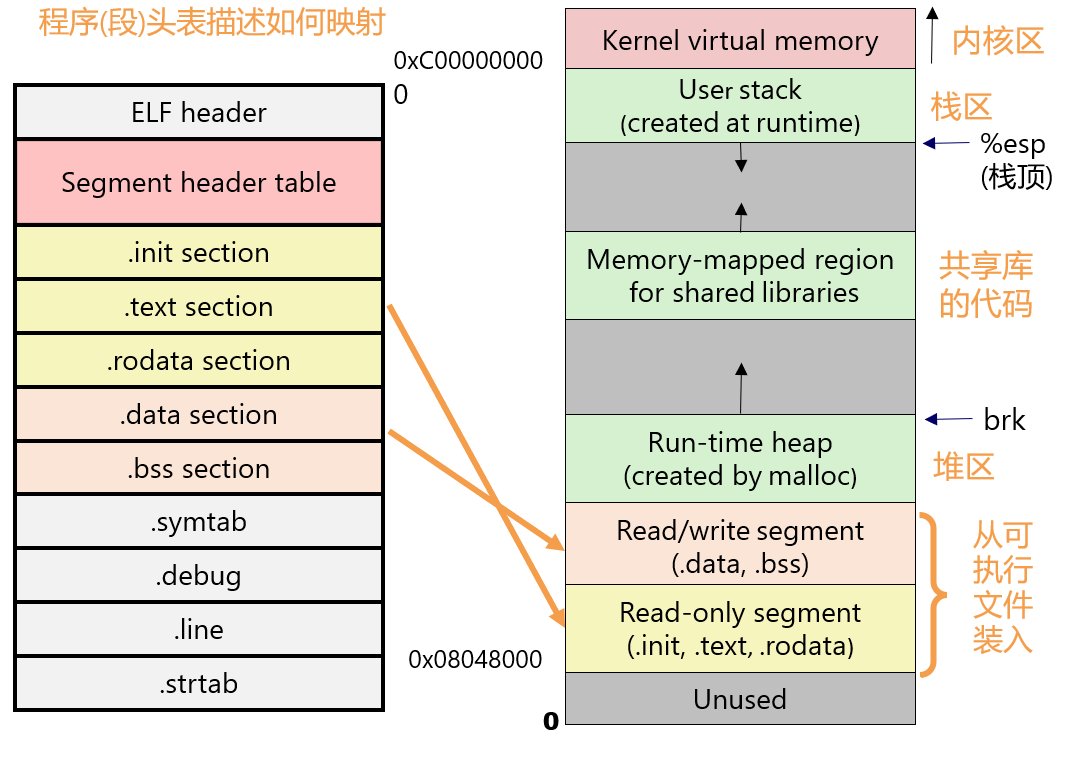 程序(段)头表描述如何映射
0xC00000000
0
ELF header
Segment header table
.init section
.text section
.rodata section
.data section
.bss section
.symtab
.debug
.line
.strtab
Kernel virtual memory
内核区
User stack
(created at runtime)
栈区
%esp
(栈顶)
Memory-mapped region
for shared libraries
共享库
的代码
brk
Run-time heap
(created by malloc)
堆区
Read/write segment
(.data, .bss)
Read-only segment
(.init, .text, .rodata)
从可
执行
文件
装入
0x08048000
Unused
0